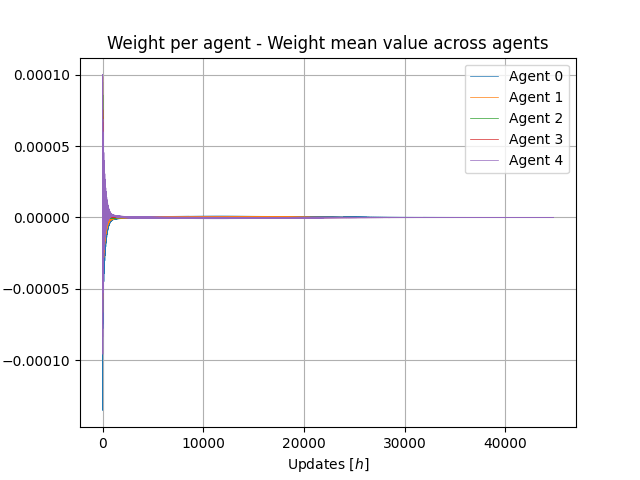 Weight per agent - Weight mean value across agents
Agent 0
Agent 1
Agent 2
Agent 3
Agent 4
0.00010
0.00005
0.00000
−0.00005
−0.00010
0 10000 20000 30000 40000
Updates [h]